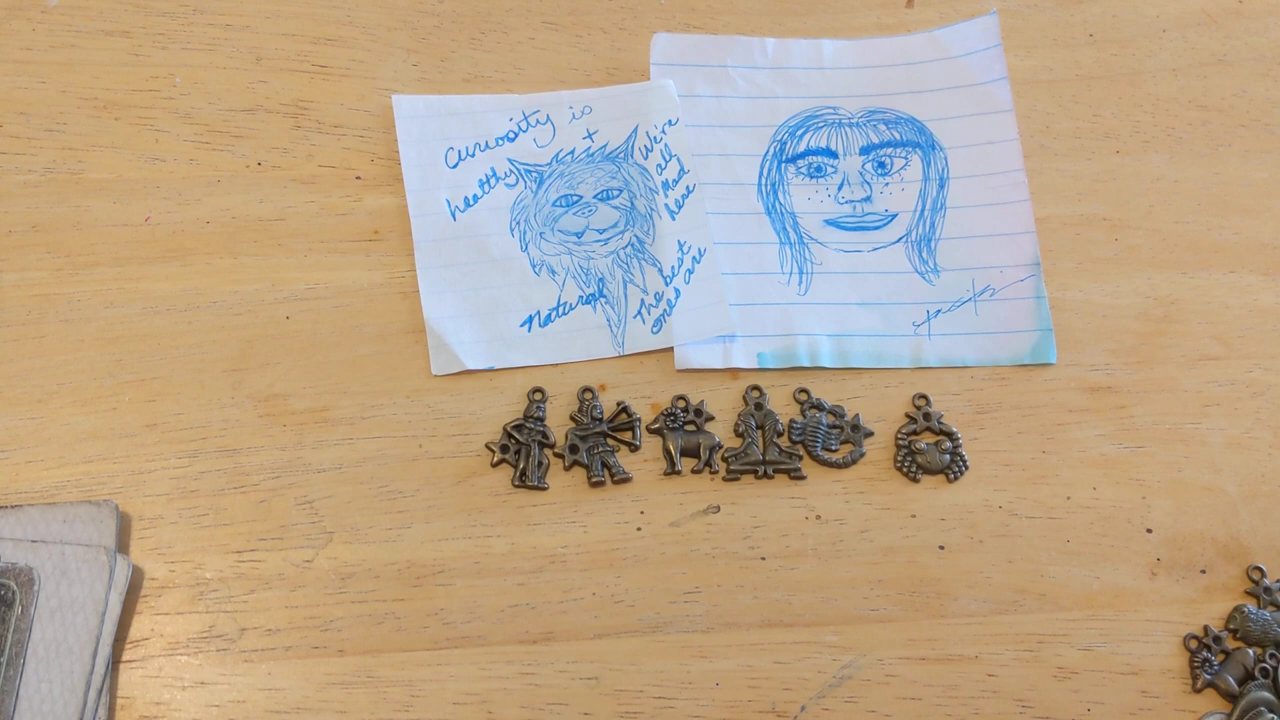 curiosity is
healthy +
Natural
We're
all
Mad
here
The best
ones are